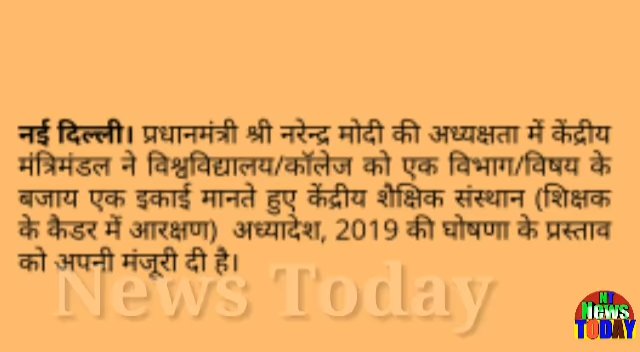 नई दिल्ली। प्रधानमंत्री श्री नरेन्द्र मोदी की अध्यक्षता में केंद्रीय
मंत्रिमंडल ने विश्वविद्यालय/कॉलेज को एक विभाग/विषय के
बजाय एक इकाई मानते हुए केंद्रीय शैक्षिक संस्थान (शिक्षक
के कैडर में आरक्षण) अध्यादेश, 2019 की घोषणा के प्रस्ताव
को अपनी मंजूरी दी है।
News Today
NT
News
TODAY